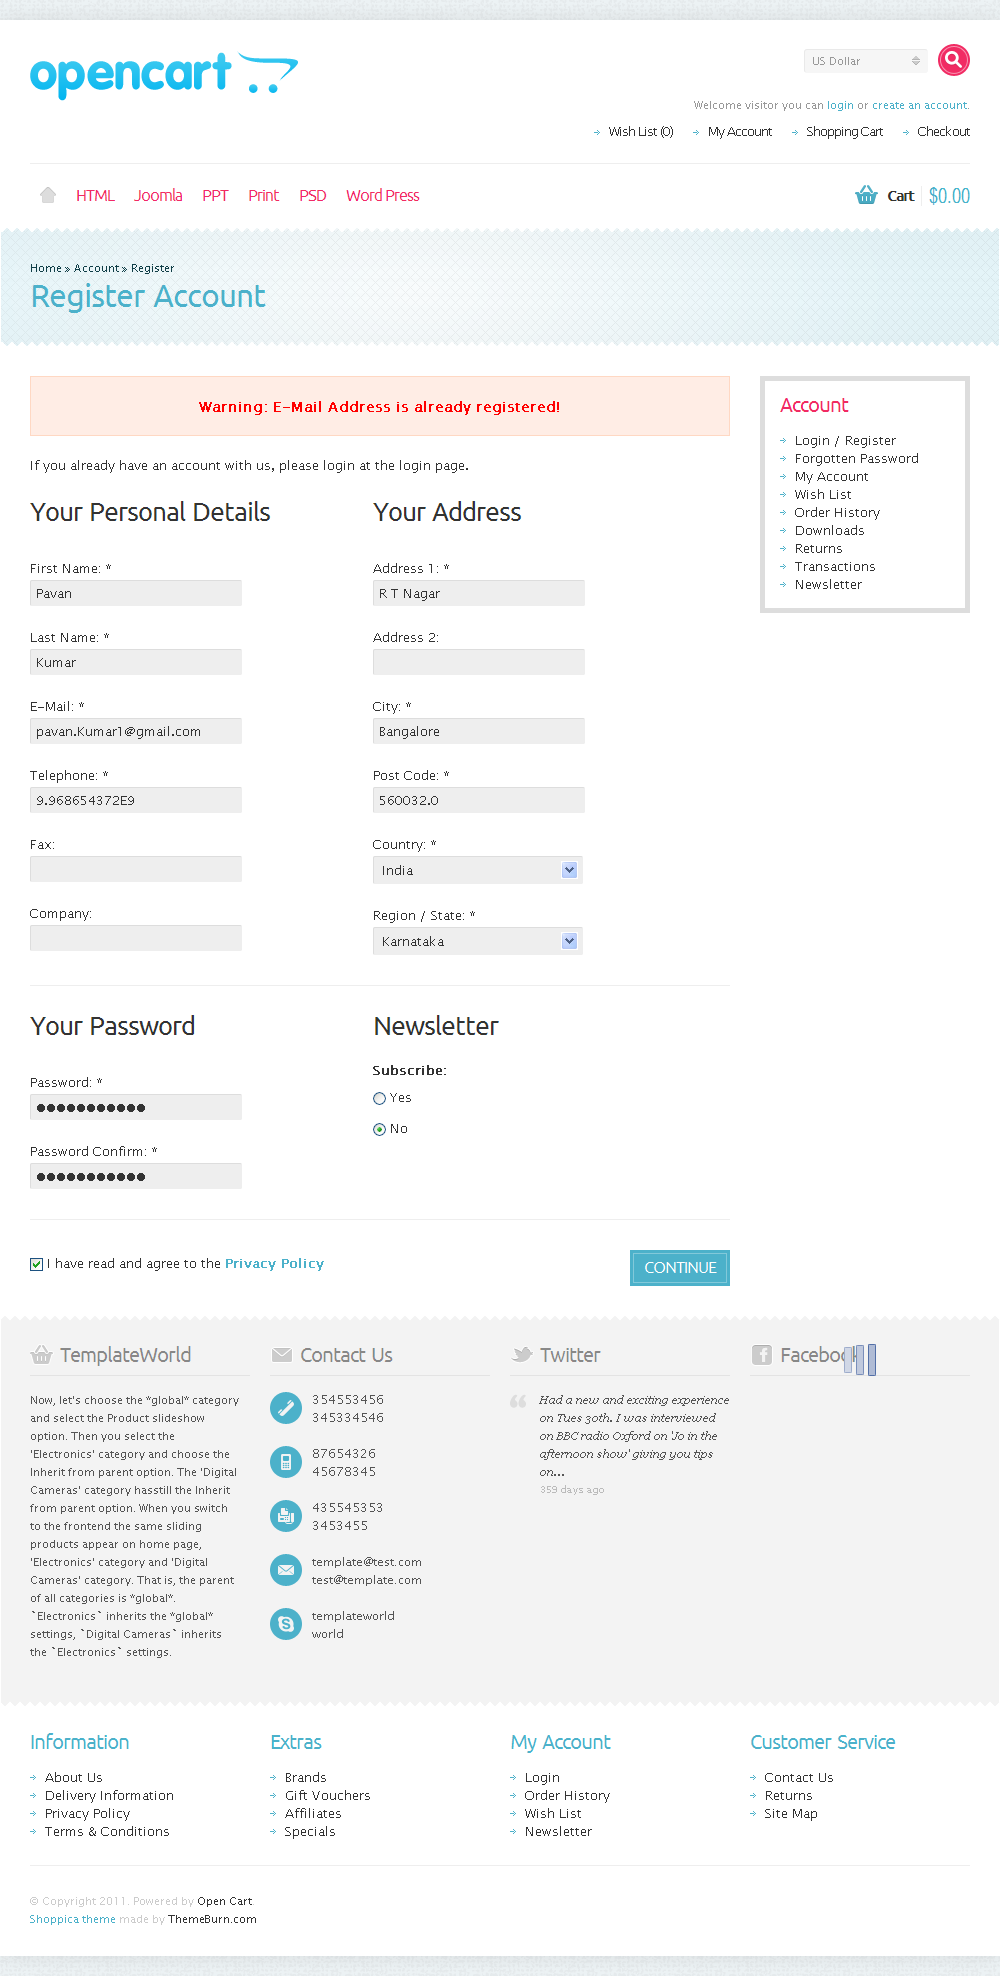 opencart
US Dollar
Welcome visitor you can login or create an account.
Wish List (0) My Account Shopping Cart Checkout
HTML Joomla PPT Print PSD Word Press
Cart $0.00
Home » Account » Register
Register Account
Warning: E-Mail Address is already registered!
If you already have an account with us, please login at the login page.
Your Personal Details
First Name: *
Pavan
Last Name: *
Kumar
E-Mail: *
pavan.Kumar1@gmail.com
Telephone: *
9.968654372E9
Fax:
Company:
Your Address
Address 1: *
R T Nagar
Address 2:
City: *
Bangalore
Post Code: *
560032.0
Country: *
India
Region / State: *
Karnataka
Account
Login / Register
Forgotten Password
My Account
Wish List
Order History
Downloads
Returns
Transactions
Newsletter
Your Password
Password: *
Password Confirm: *
Newsletter
Subscribe:
Yes
No
I have read and agree to the Privacy Policy
CONTINUE
TemplateWorld
Now, let's choose the *global* category
and select the Product slideshow
option. Then you select the
'Electronics' category and choose the
Inherit from parent option. The 'Digital
Cameras' category hasstill the Inherit
from parent option. When you switch
to the frontend the same sliding
products appear on home page,
'Electronics' category and 'Digital
Cameras' category. That is, the parent
of all categories is *global*.
`Electronics` inherits the *global*
settings, `Digital Cameras` inherits
the `Electronics` settings.
Contact Us
354553456
345334546
87654326
45678345
435545353
3453455
template@test.com
test@template.com
templateworld
world
Twitter
Had a new and exciting experience
on Tues 30th. I was interviewed
on BBC radio Oxford on 'Jo in the
afternoon show' giving you tips
on...
359 days ago
Facebook
Information
About Us
Delivery Information
Privacy Policy
Terms & Conditions
Extras
Brands
Gift Vouchers
Affiliates
Specials
My Account
Login
Order History
Wish List
Newsletter
Customer Service
Contact Us
Returns
Site Map
© Copyright 2011. Powered by Open Cart.
Shoppica theme made by ThemeBurn.com